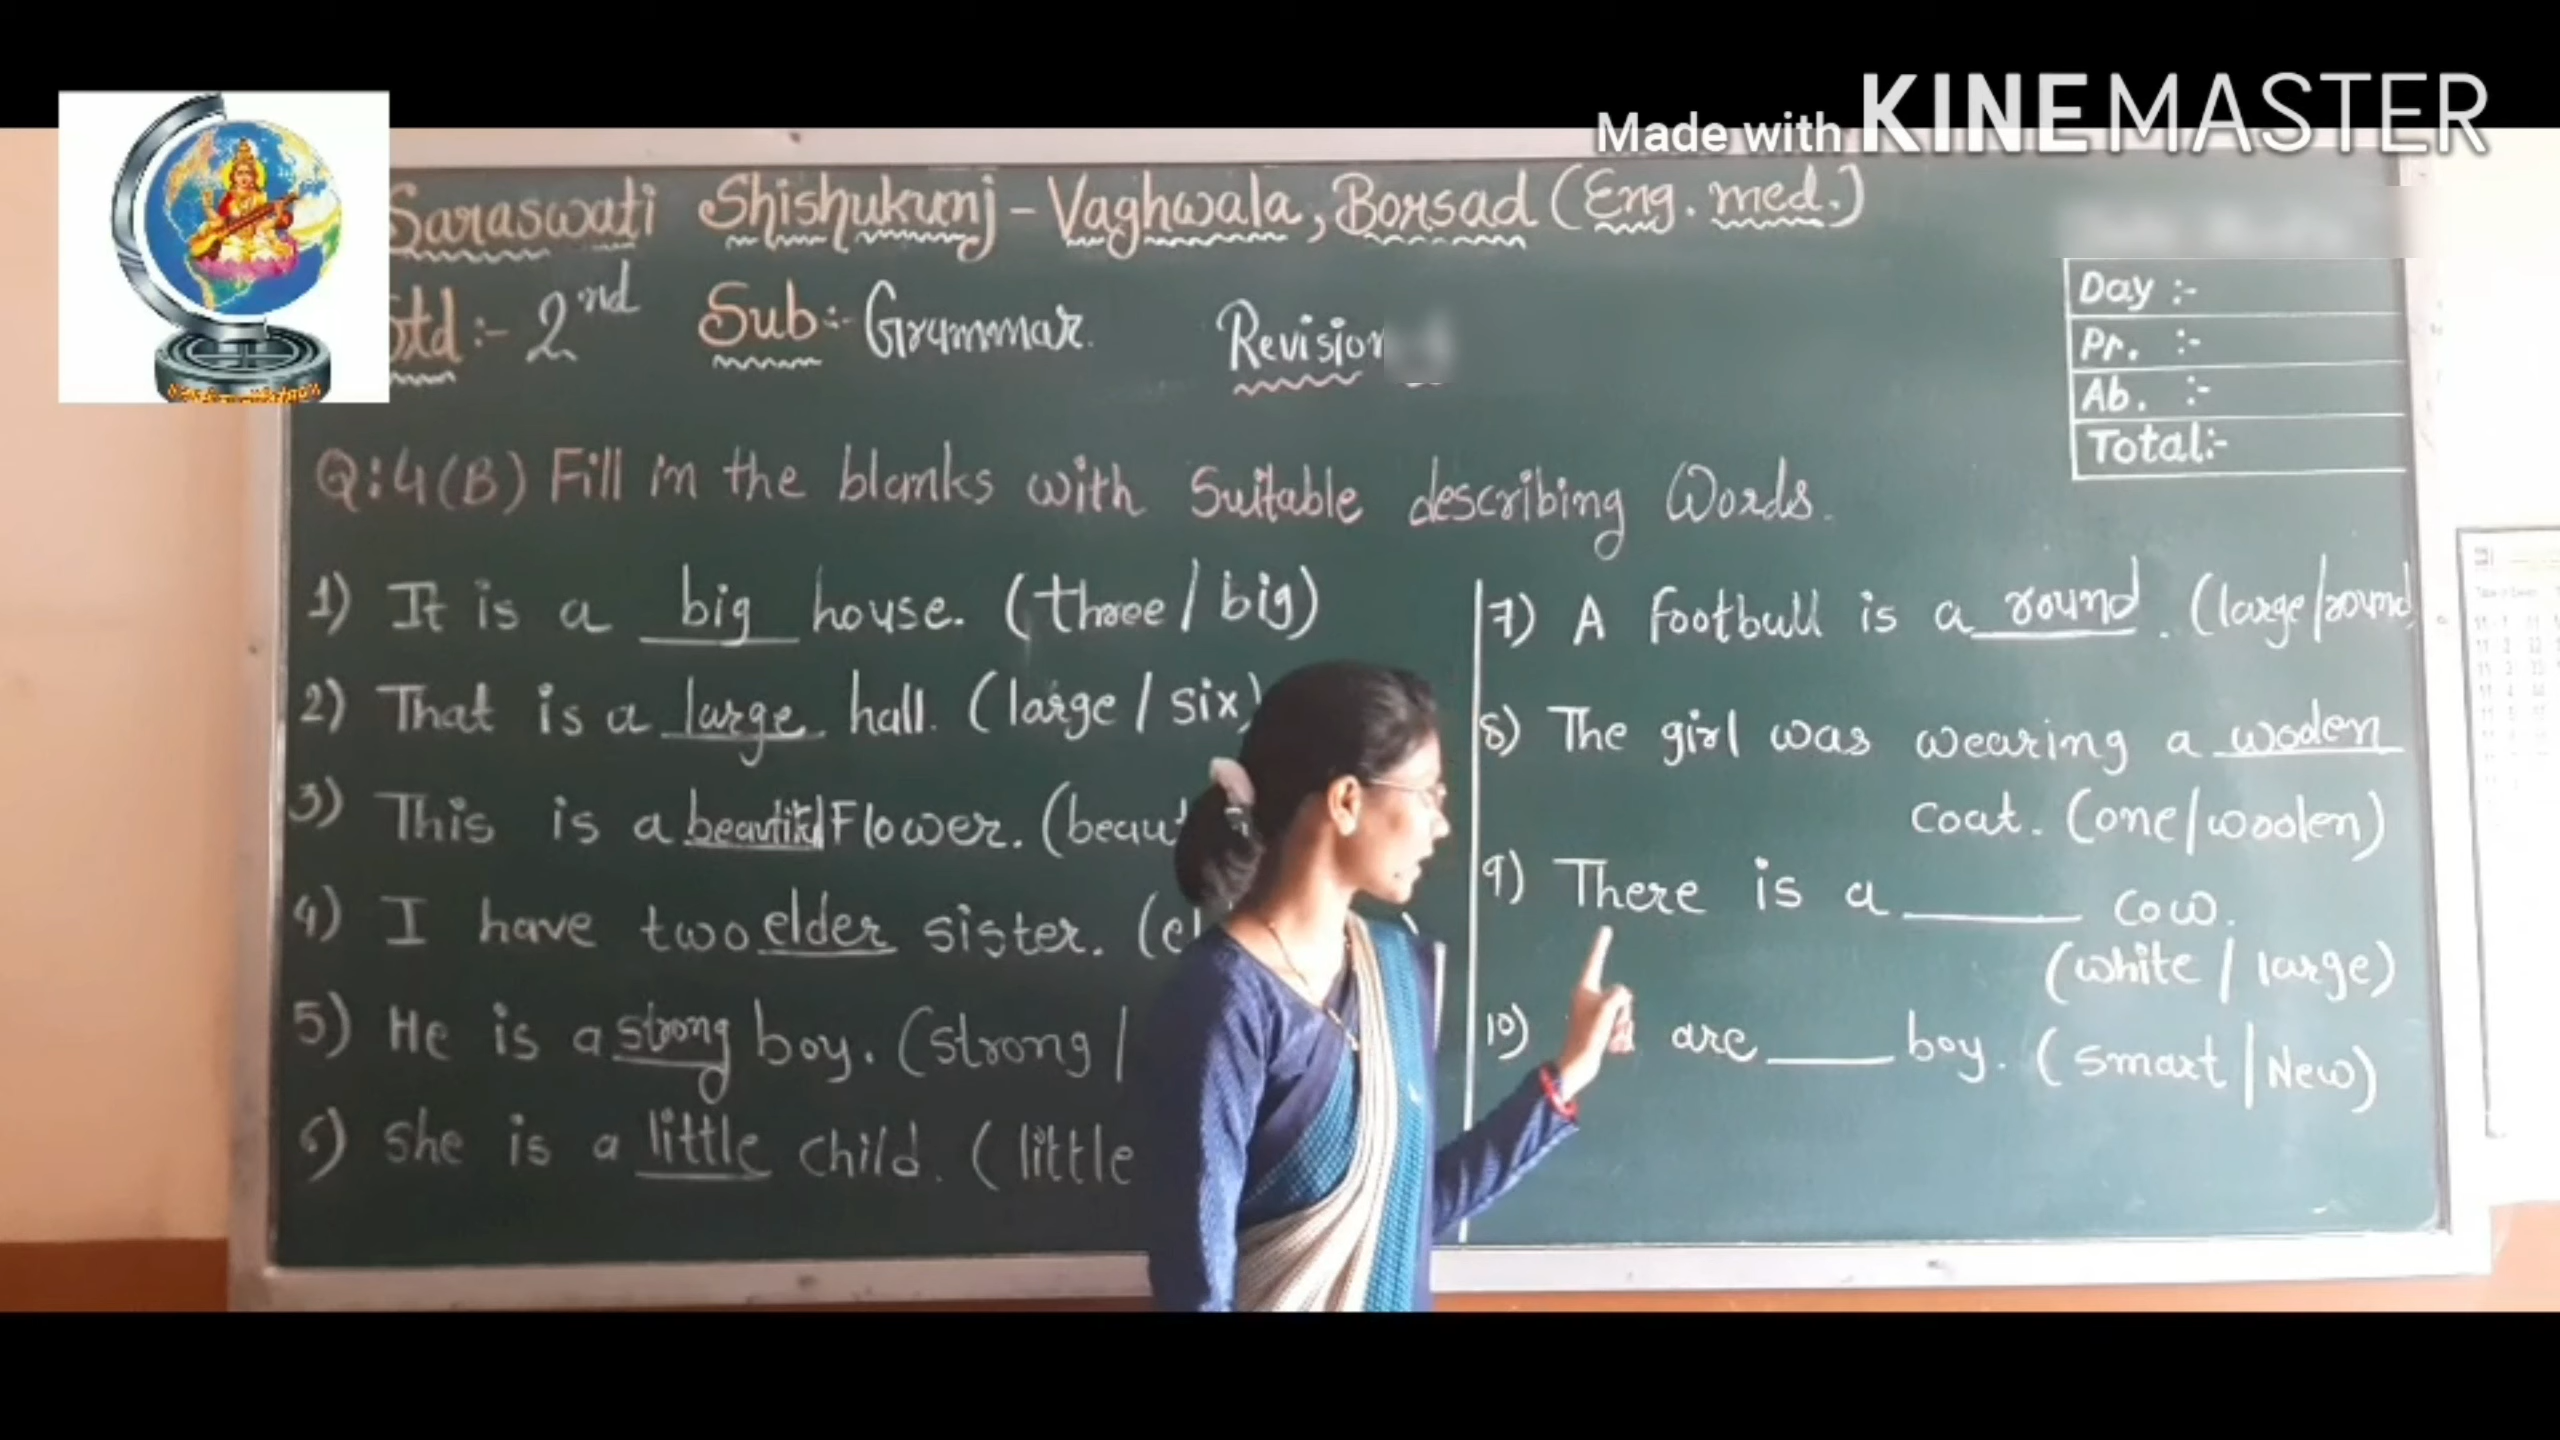 Made with KINEMASTER
Saraswati Shishukunj - Vaghwala, Borsad (Eng. med.)
Std :- 2nd Sub :- Grammar. Revision
Day :-
Pr. :-
Ab. :-
Total:-
Q:4(B) Fill in the blanks with Suitable describing Words.
1) It is a big house. (three / big)
2) That is a large hall. (large / six)
3) This is a beautiful Flower. (beaut
4) I have two elder sister. (el
5) He is a strong boy. (strong /
6) She is a little child. ( little
7) A football is a round . (large/round)
8) The girl was wearing a woolen
coat. (one/woolen)
9) There is a ______ cow.
(white / large)
10) are ____ boy. ( smart / New)